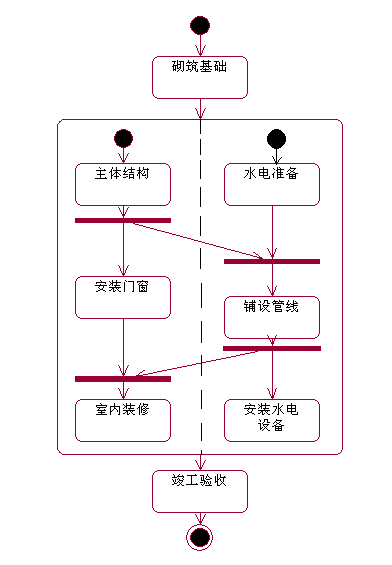 砌筑基础
主体结构
水电准备
安装门窗
铺设管线
室内装修
安装水电
设备
竣工验收